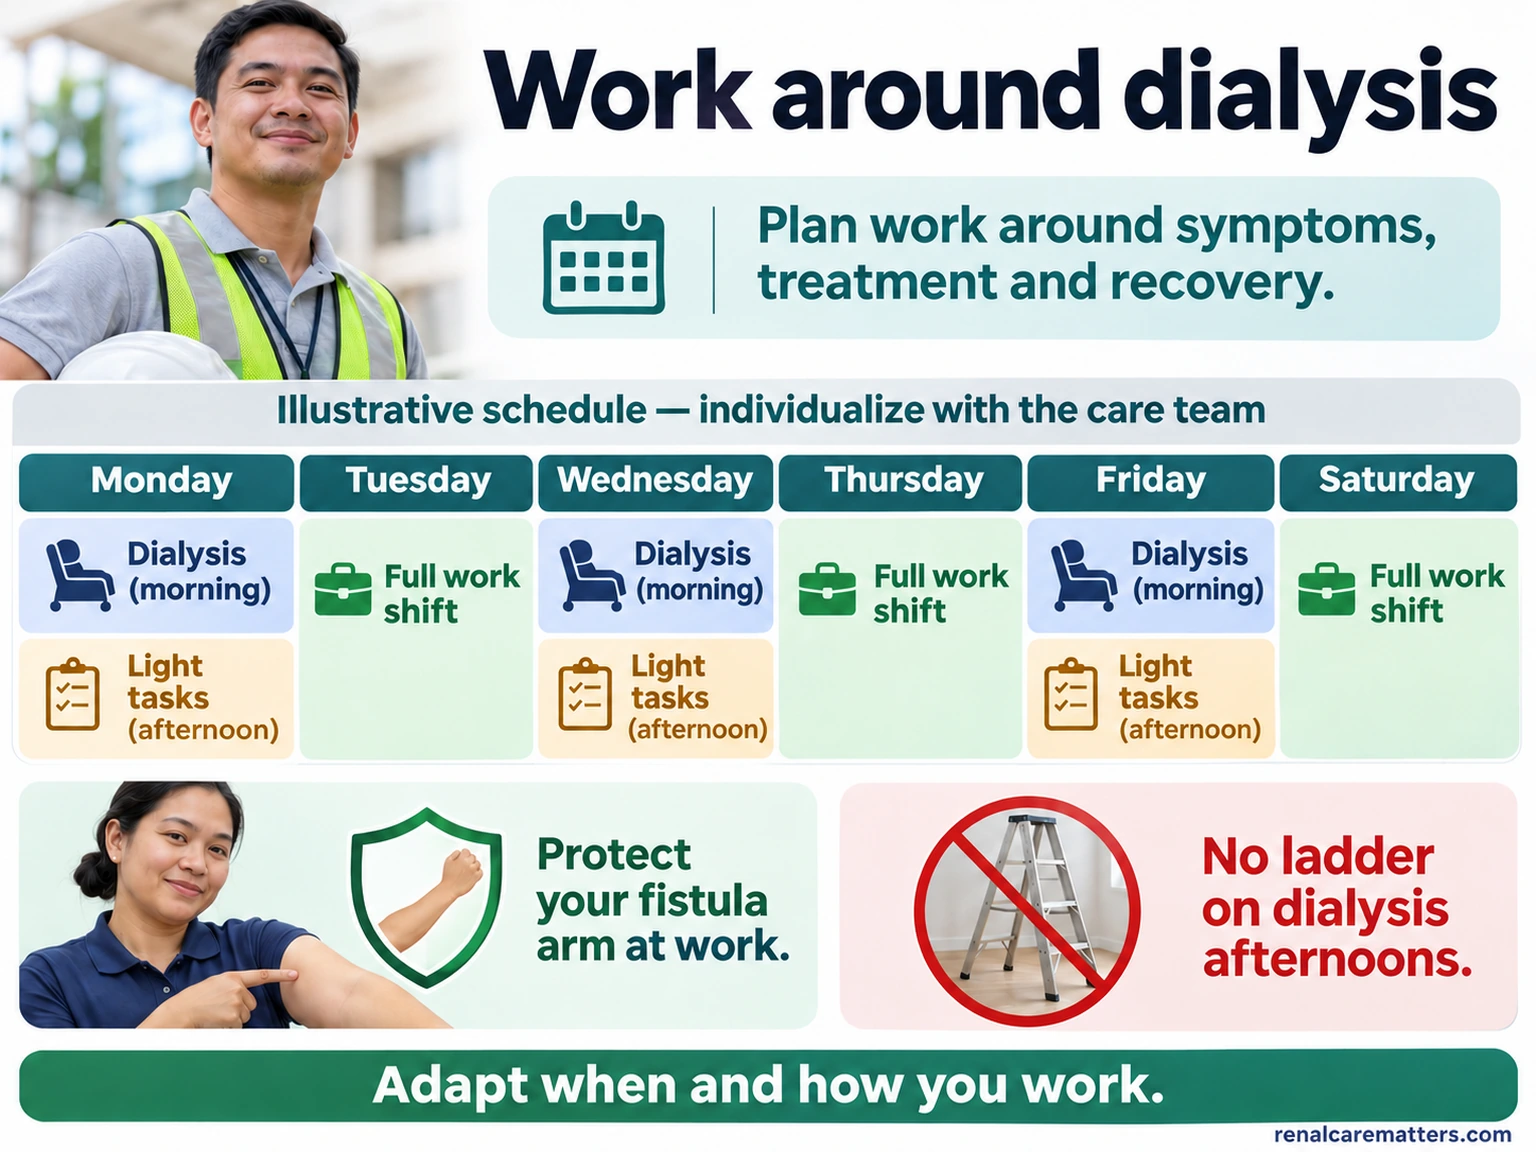 Work around dialysis
Plan work around symptoms,
treatment and recovery.
Illustrative schedule — individualize with the care team
Monday
Tuesday
Wednesday
Thursday
Friday
Saturday
Dialysis
(morning)
Full work
shift
Dialysis
(morning)
Full work
shift
Dialysis
(morning)
Full work
shift
Light
tasks
(afternoon)
Light
tasks
(afternoon)
Light
tasks
(afternoon)
Protect
your fistula
arm at work.
No ladder
on dialysis
afternoons.
Adapt when and how you work.
renalcarematters.com